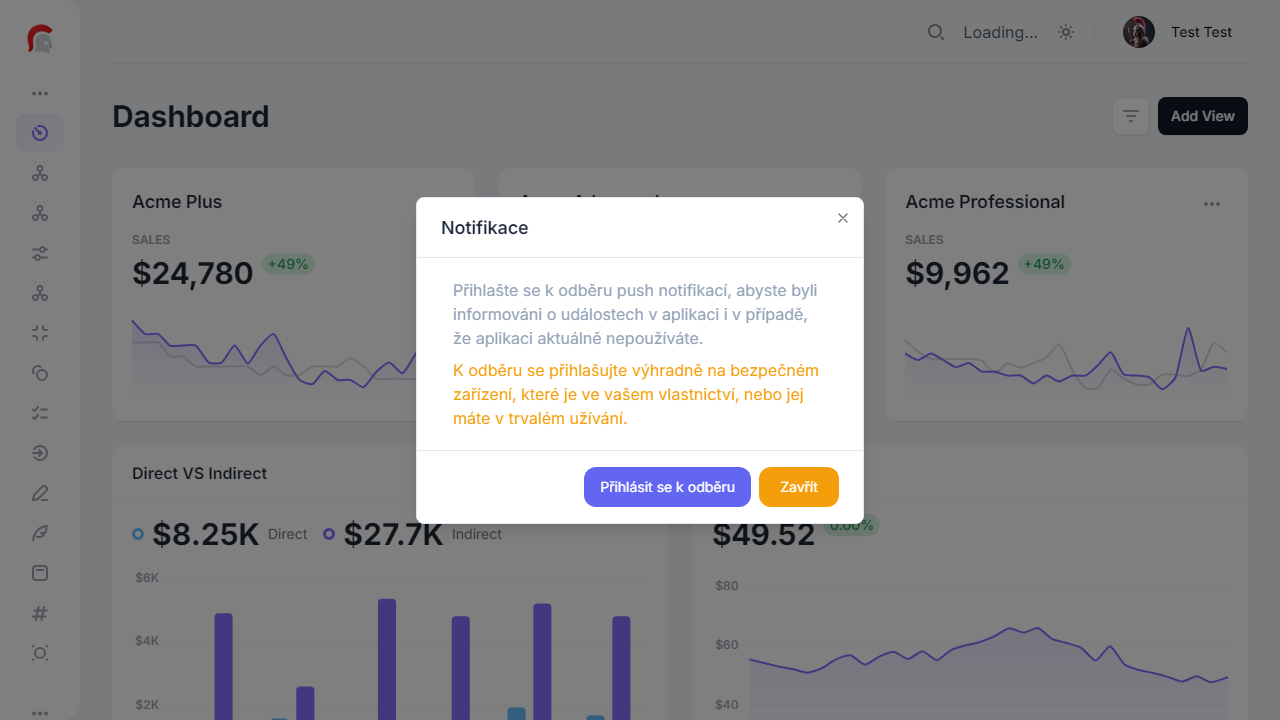 Loading...
Test Test
Dashboard
Add View
Acme Plus
SALES
$24,780
+49%
Acme Professional
SALES
$9,962
+49%
Notifikace
Přihlašte se k odběru push notifikací, abyste byli
informováni o událostech v aplikaci i v případě,
že aplikaci aktuálně nepoužíváte.
K odběru se přihlašujte výhradně na bezpečném
zařízení, které je ve vašem vlastnictví, nebo jej
máte v trvalém užívání.
Přihlásit se k odběru
Zavřít
Direct VS Indirect
$8.25K Direct
$27.7K Indirect
$6K
$4K
$2K
$49.52
0.00%
$80
$60
$40